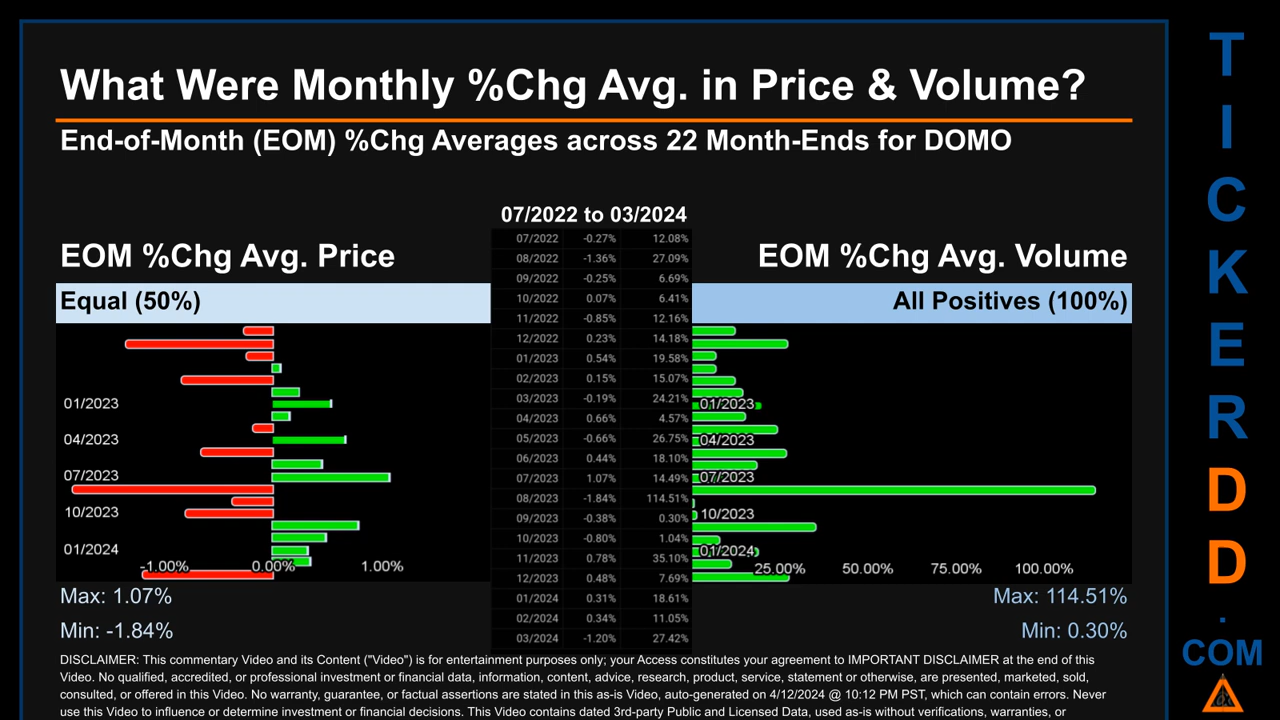 What Were Monthly %Chg Avg. in Price & Volume?
End-of-Month (EOM) %Chg Averages across 22 Month-Ends for DOMO
07/2022 to 03/2024
EOM %Chg Avg. Price
EOM %Chg Avg. Volume
Equal (50%)
All Positives (100%)
07/2022 -0.27% 12.08%
08/2022 -1.36% 27.09%
09/2022 -0.25% 6.69%
10/2022 0.07% 6.41%
11/2022 -0.85% 12.16%
12/2022 0.23% 14.18%
01/2023 0.54% 19.58%
02/2023 0.15% 15.07%
03/2023 -0.19% 24.21%
04/2023 0.66% 4.57%
05/2023 -0.66% 26.75%
06/2023 0.44% 18.10%
07/2023 1.07% 14.49%
08/2023 -1.84% 114.51%
09/2023 -0.38% 0.30%
10/2023 -0.80% 1.04%
11/2023 0.78% 35.10%
12/2023 0.48% 7.69%
01/2024 0.31% 18.61%
02/2024 0.34% 11.05%
03/2024 -1.20% 27.42%
01/2023
04/2023
07/2023
10/2023
01/2024
-1.00% 0.00% 1.00%
01/2023
04/2023
07/2023
10/2023
01/2024
25.00% 50.00% 75.00% 100.00%
Max: 1.07%
Min: -1.84%
Max: 114.51%
Min: 0.30%
DISCLAIMER: This commentary Video and its Content ("Video") is for entertainment purposes only; your Access constitutes your agreement to IMPORTANT DISCLAIMER at the end of this
Video. No qualified, accredited, or professional investment or financial data, information, content, advice, research, product, service, statement or otherwise, are presented, marketed, sold,
consulted, or offered in this Video. No warranty, guarantee, or factual assertions are stated in this as-is Video, auto-generated on 4/12/2024 @ 10:12 PM PST, which can contain errors. Never
use this Video to influence or determine investment or financial decisions. This Video contains dated 3rd-party Public and Licensed Data, used as-is without verifications, warranties, or
T
I
C
K
E
R
D
D
.
COM